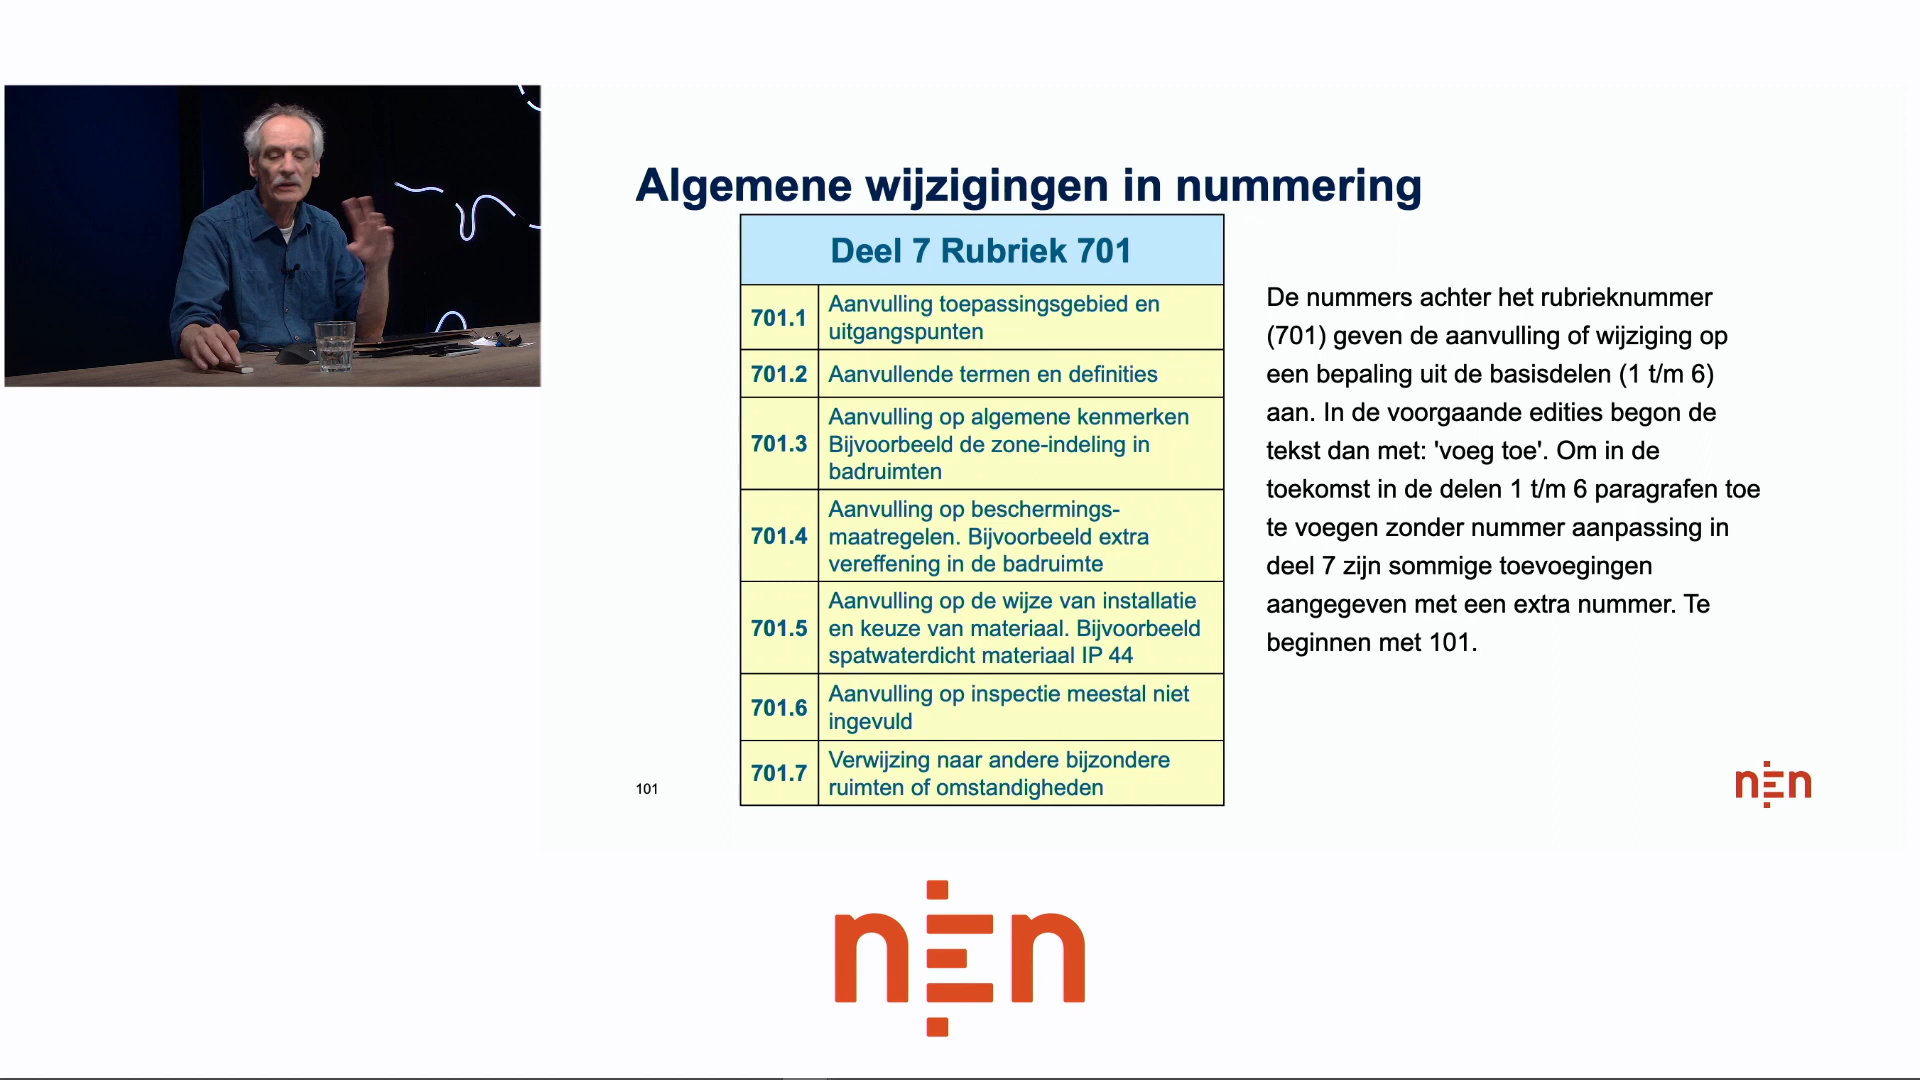 Algemene wijzigingen in nummering
Deel 7 Rubriek 701
701.1 Aanvulling toepassingsgebied en
uitgangspunten
701.2 Aanvullende termen en definities
701.3 Aanvulling op algemene kenmerken
Bijvoorbeeld de zone-indeling in
badruimten
701.4 Aanvulling op beschermings-
maatregelen. Bijvoorbeeld extra
vereffening in de badruimte
701.5 Aanvulling op de wijze van installatie
en keuze van materiaal. Bijvoorbeeld
spatwaterdicht materiaal IP 44
701.6 Aanvulling op inspectie meestal niet
ingevuld
701.7 Verwijzing naar andere bijzondere
ruimten of omstandigheden
De nummers achter het rubrieknummer
(701) geven de aanvulling of wijziging op
een bepaling uit de basisdelen (1 t/m 6)
aan. In de voorgaande edities begon de
tekst dan met: 'voeg toe'. Om in de
toekomst in de delen 1 t/m 6 paragrafen toe
te voegen zonder nummer aanpassing in
deel 7 zijn sommige toevoegingen
aangegeven met een extra nummer. Te
beginnen met 101.
101
nEn
nEn